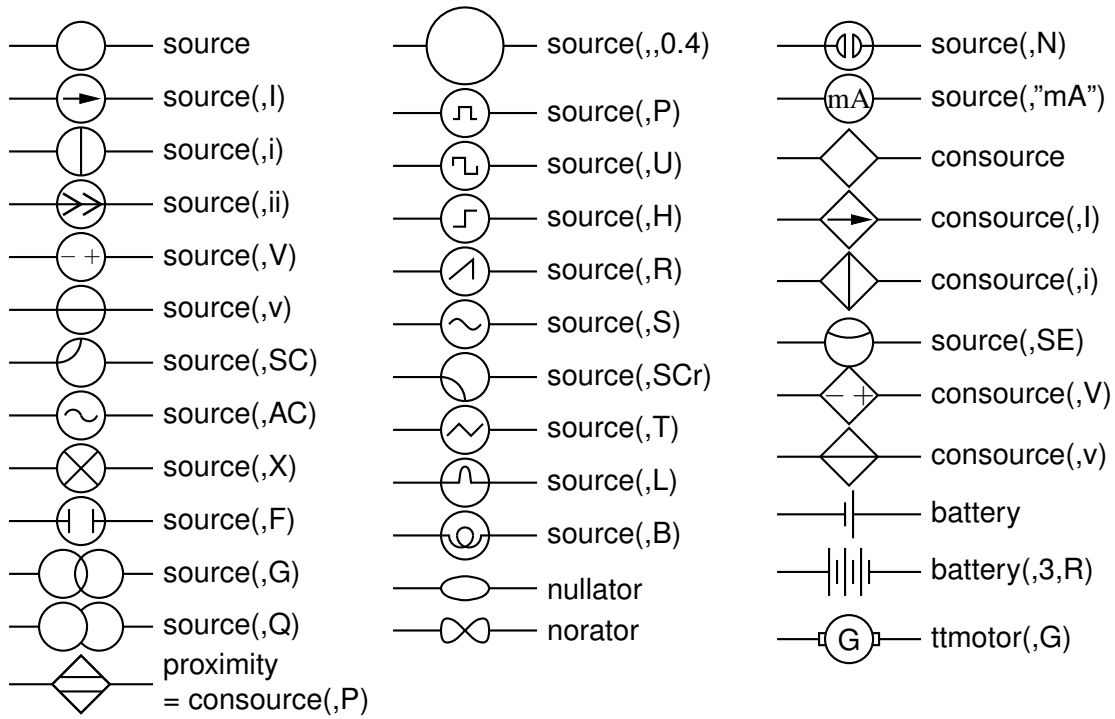 source
source(,I)
source(,i)
source(,ii)
− + source(,V)
source(,v)
source(,SC)
source(,AC)
source(,X)
source(,F)
source(,G)
source(,Q)
proximity
= consource(,P)
source(,,0.4)
source(,P)
source(,U)
source(,H)
source(,R)
source(,S)
source(,SCr)
source(,T)
source(,L)
source(,B)
nullator
norator
source(,N)
mA source(,”mA”)
consource
consource(,I)
consource(,i)
source(,SE)
− + consource(,V)
consource(,v)
battery
battery(,3,R)
G ttmotor(,G)